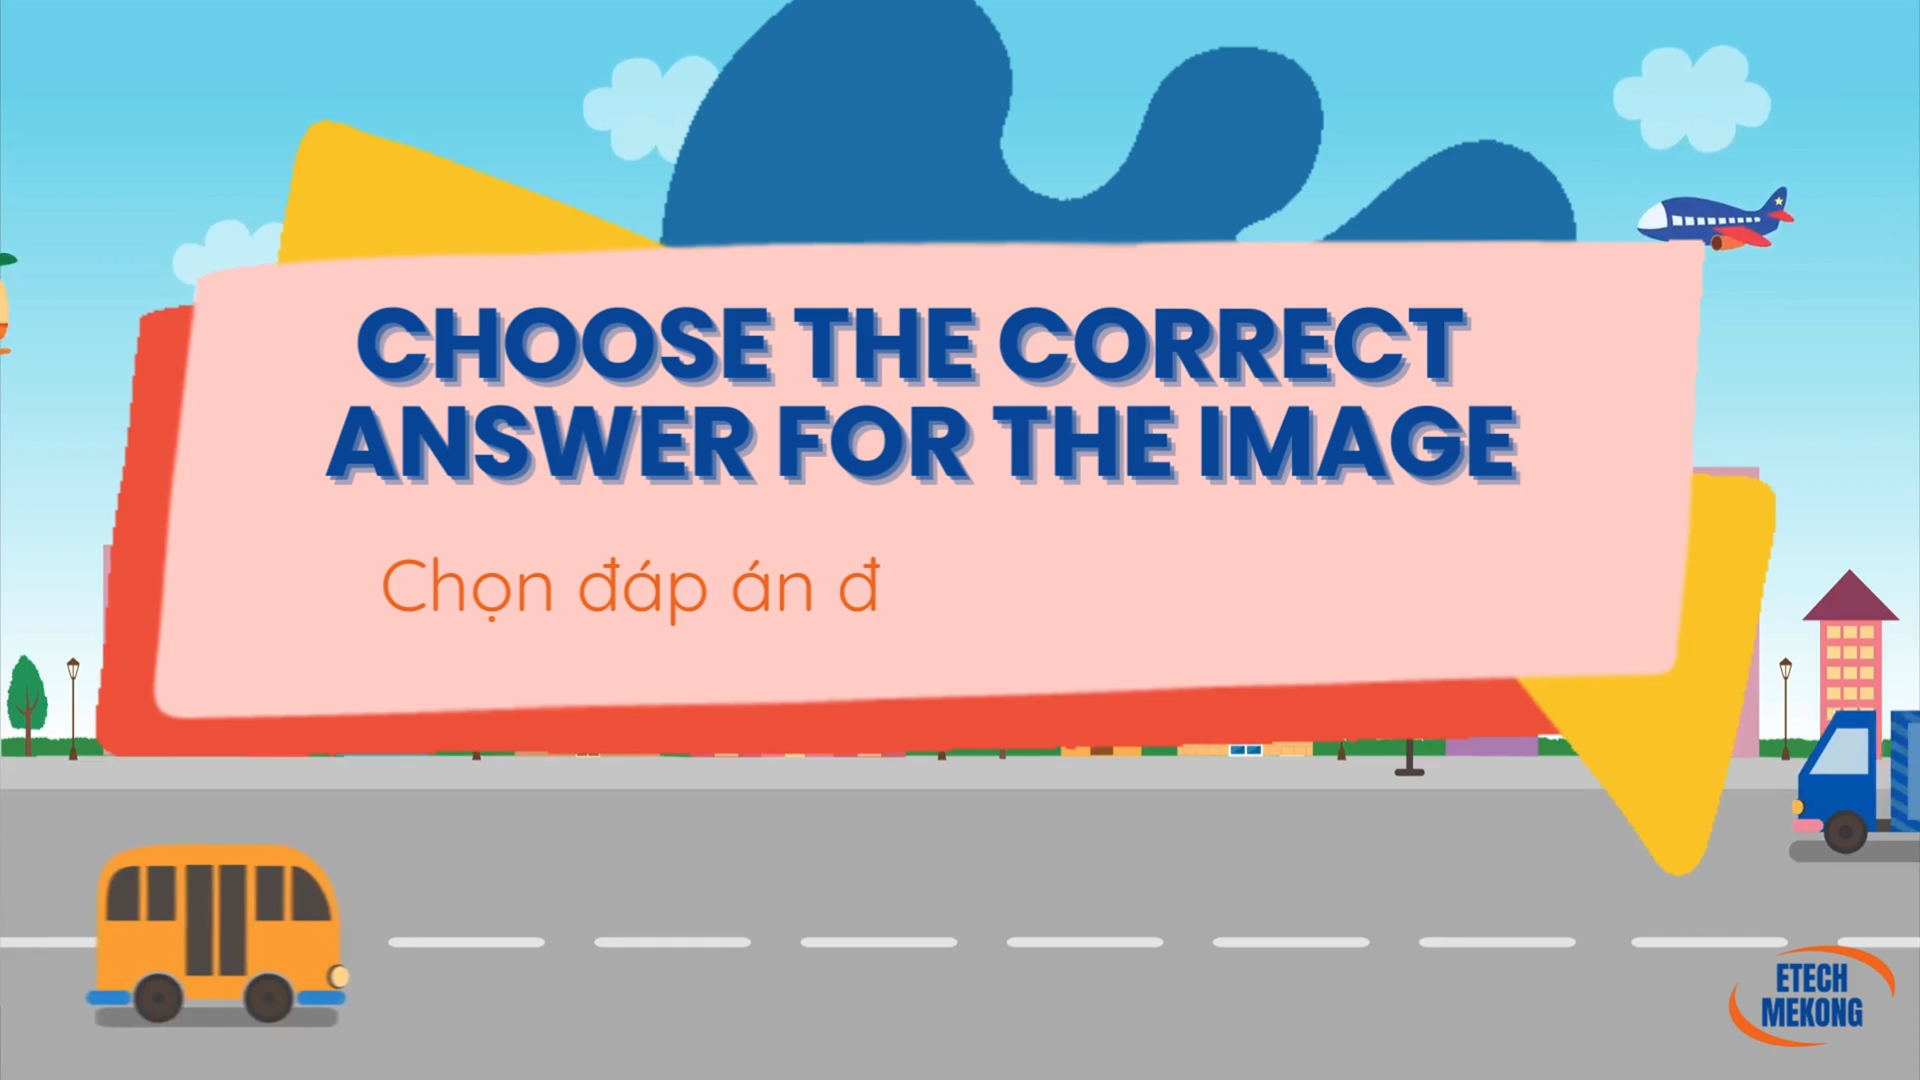 CHOOSE THE CORRECT
ANSWER FOR THE IMAGE
Chọn đáp án đ
ETECH
MEKONG